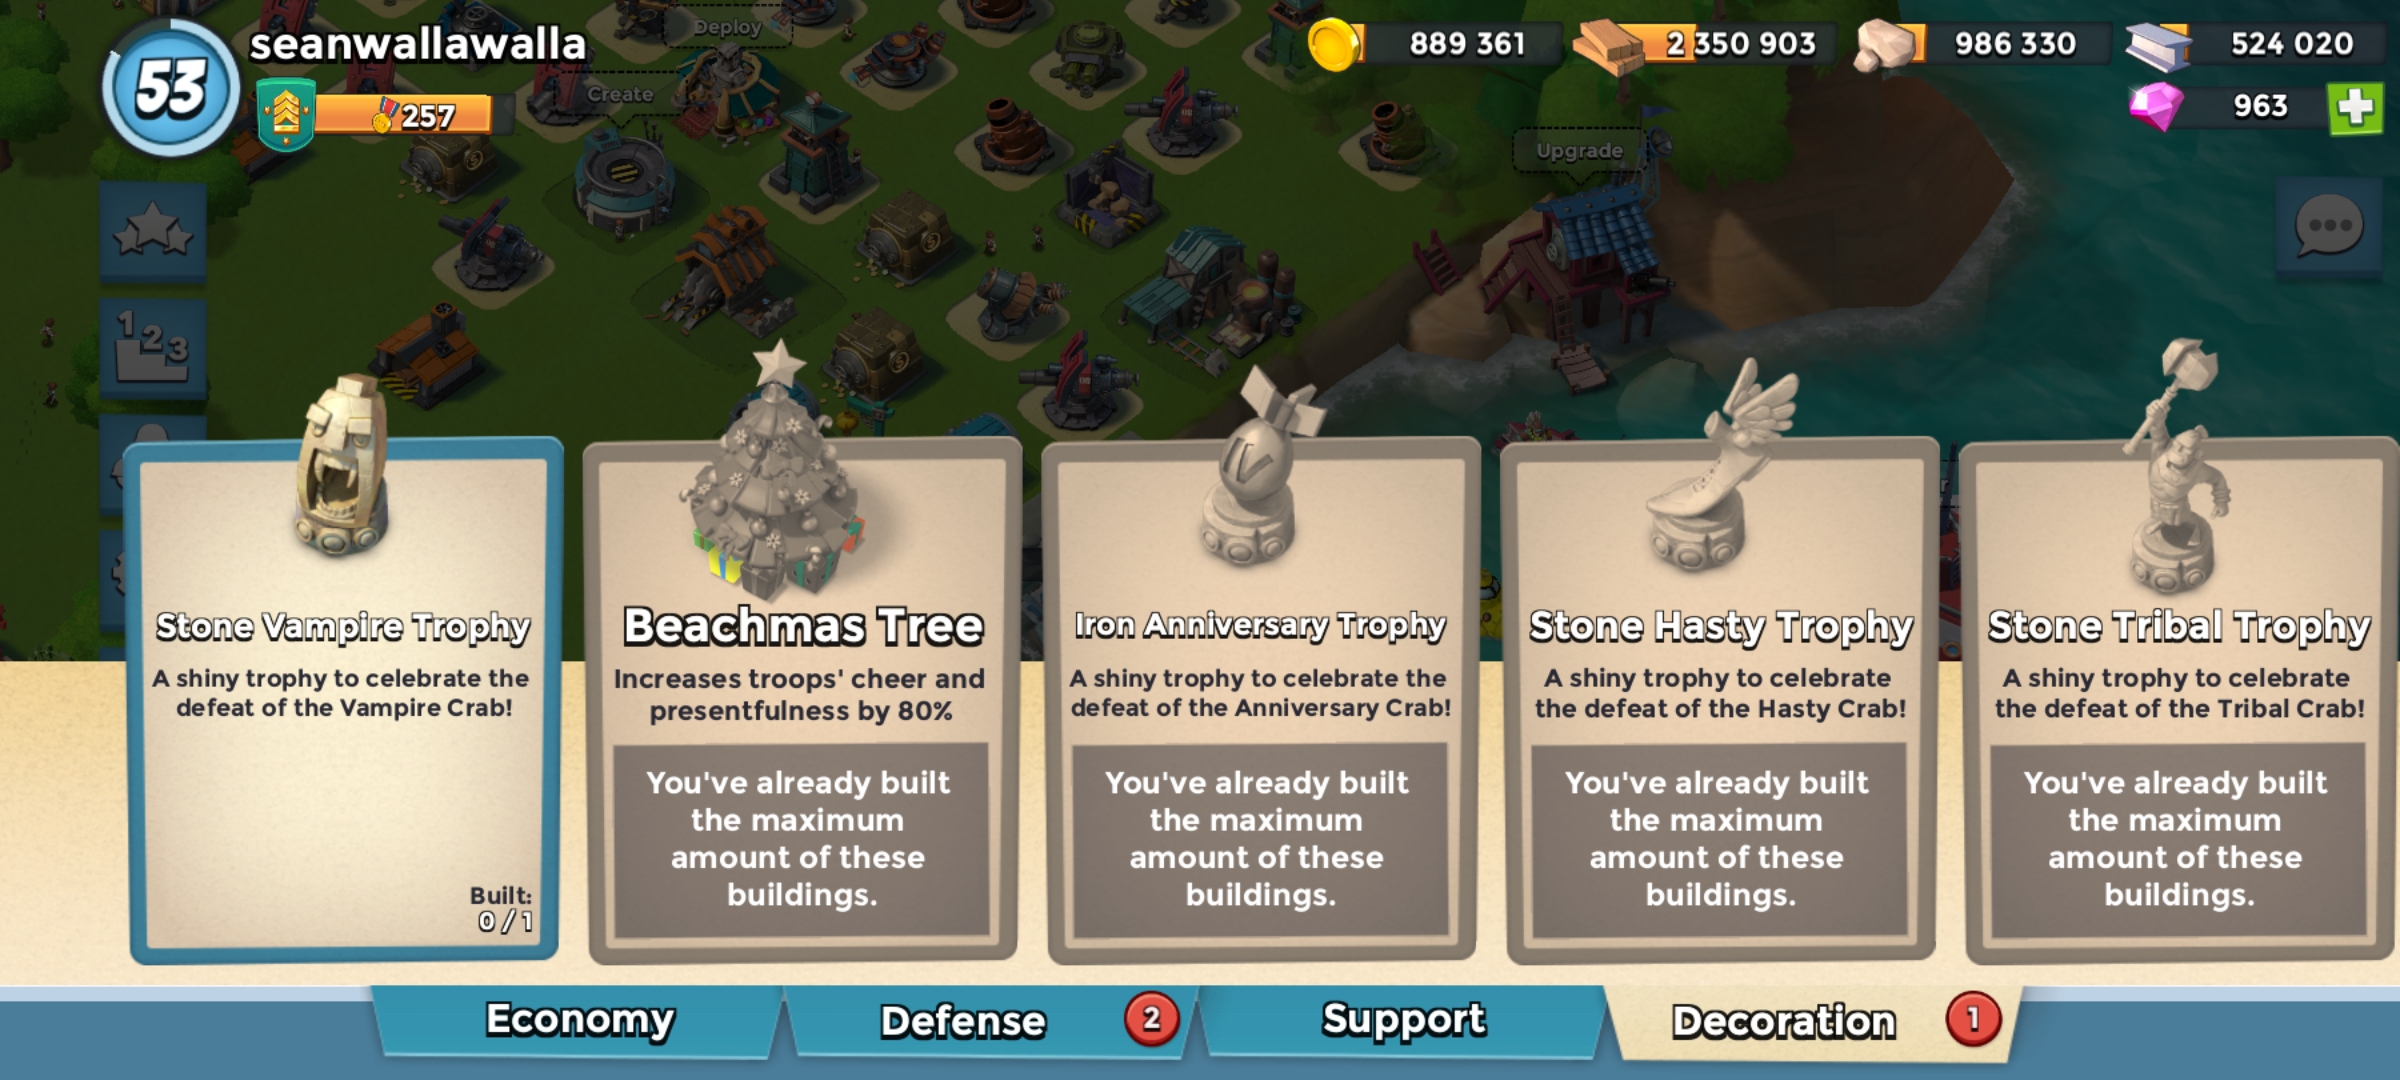 53
seanwallawalla
257
Deploy
Create
Upgrade
889 361
2 350 903
986 330
524 020
963
1 2 3
Stone Vampire Trophy
A shiny trophy to celebrate the
defeat of the Vampire Crab!
Built:
0 / 1
Beachmas Tree
Increases troops' cheer and
presentfulness by 80%
You've already built
the maximum
amount of these
buildings.
Iron Anniversary Trophy
A shiny trophy to celebrate the
defeat of the Anniversary Crab!
You've already built
the maximum
amount of these
buildings.
Stone Hasty Trophy
A shiny trophy to celebrate
the defeat of the Hasty Crab!
You've already built
the maximum
amount of these
buildings.
Stone Tribal Trophy
A shiny trophy to celebrate
the defeat of the Tribal Crab!
You've already built
the maximum
amount of these
buildings.
Economy
Defense
2
Support
Decoration
1